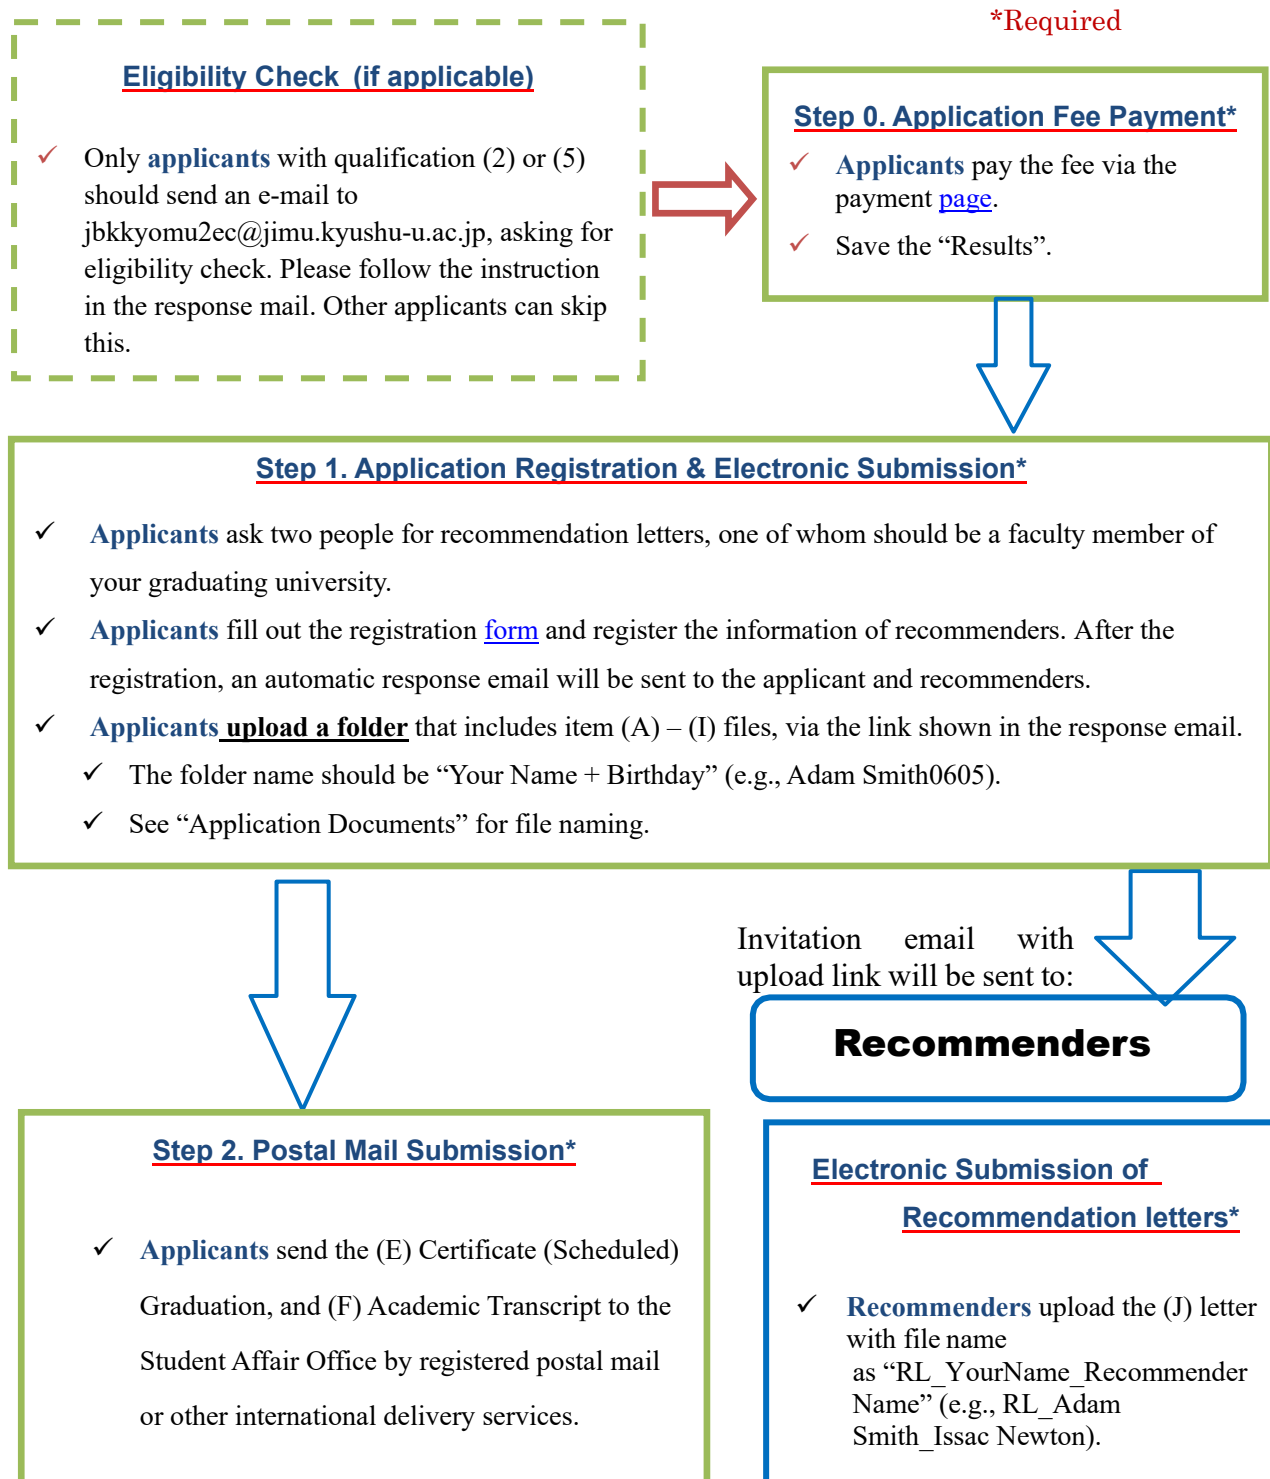 *Required
Eligibility Check (if applicable)
✓ Only applicants with qualification (2) or (5)
should send an e-mail to
jbkkyomu2ec@jimu.kyushu-u.ac.jp, asking for
eligibility check. Please follow the instruction
in the response mail. Other applicants can skip
this.
Step 0. Application Fee Payment*
✓ Applicants pay the fee via the
payment page.
✓ Save the “Results”.
Step 1. Application Registration & Electronic Submission*
✓ Applicants ask two people for recommendation letters, one of whom should be a faculty member of
your graduating university.
✓ Applicants fill out the registration form and register the information of recommenders. After the
registration, an automatic response email will be sent to the applicant and recommenders.
✓ Applicants upload a folder that includes item (A) – (I) files, via the link shown in the response email.
✓ The folder name should be “Your Name + Birthday” (e.g., Adam Smith0605).
✓ See “Application Documents” for file naming.
Invitation email with
upload link will be sent to:
Recommenders
Step 2. Postal Mail Submission*
✓ Applicants send the (E) Certificate (Scheduled)
Graduation, and (F) Academic Transcript to the
Student Affair Office by registered postal mail
or other international delivery services.
Electronic Submission of
Recommendation letters*
✓ Recommenders upload the (J) letter
with file name
as “RL_YourName_Recommender
Name” (e.g., RL_Adam
Smith_Issac Newton).